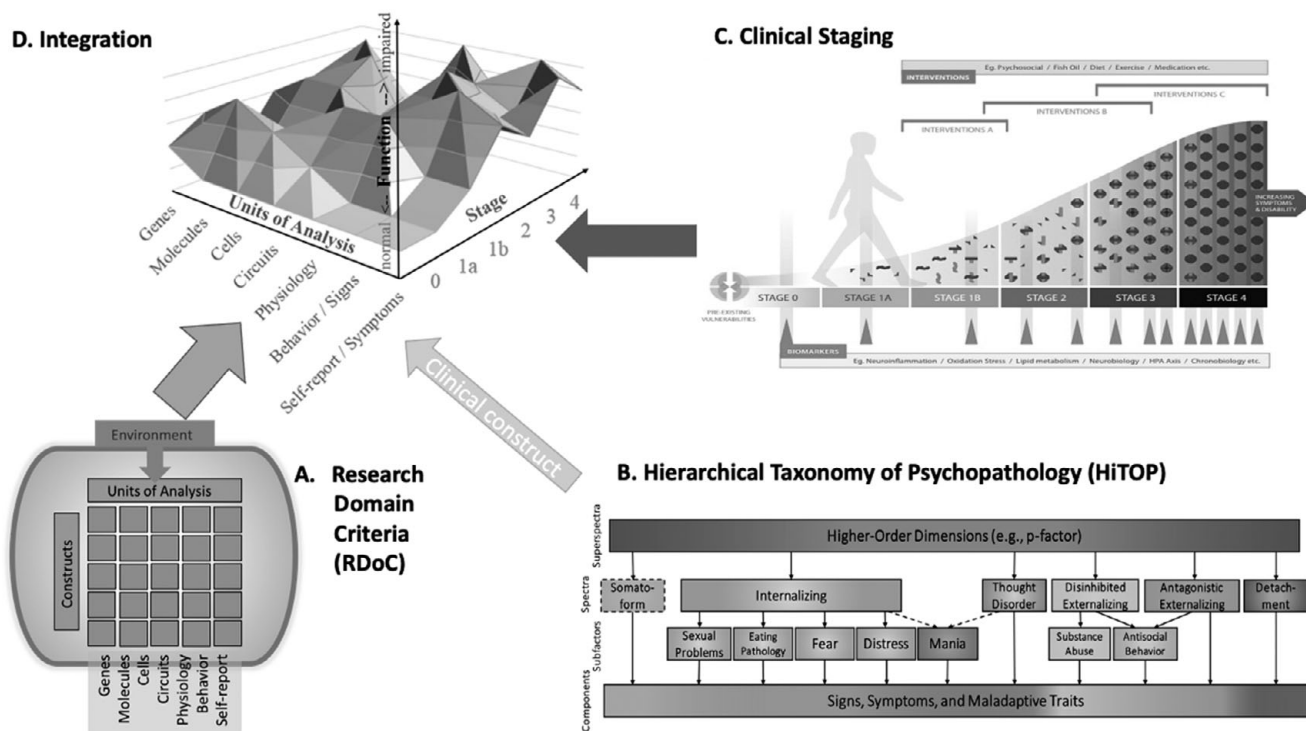 D. Integration
normal <-- Function --> impaired
Units of Analysis
Stage
Genes
Molecules
Cells
Circuits
Physiology
Behavior / Signs
Self-report / Symptoms
0
1a
1b
2
3
4
C. Clinical Staging
Eg. Psychosocial / Fish Oil / Diet / Exercise / Medication etc.
INTERVENTIONS
INTERVENTIONS C
INTERVENTIONS B
INTERVENTIONS A
INCREASING
SYMPTOMS
& DISABILITY
PRE-EXISTING
VULNERABILITIES
STAGE 0
STAGE 1A
STAGE 1B
STAGE 2
STAGE 3
STAGE 4
BIOMARKERS
Eg. Neuroinflammation / Oxidation Stress / Lipid metabolism / Neurobiology / HPA Axis / Chronobiology etc.
Clinical construct
Environment
Units of Analysis
Constructs
Genes
Molecules
Cells
Circuits
Physiology
Behavior
Self-report
A. Research
Domain
Criteria
(RDoC)
B. Hierarchical Taxonomy of Psychopathology (HiTOP)
Superspectra
Higher-Order Dimensions (e.g., p-factor)
Spectra
Somato-
form
Internalizing
Thought
Disorder
Disinhibited
Externalizing
Antagonistic
Externalizing
Detach-
ment
Subfactors
Sexual
Problems
Eating
Pathology
Fear
Distress
Mania
Substance
Abuse
Antisocial
Behavior
Components
Signs, Symptoms, and Maladaptive Traits